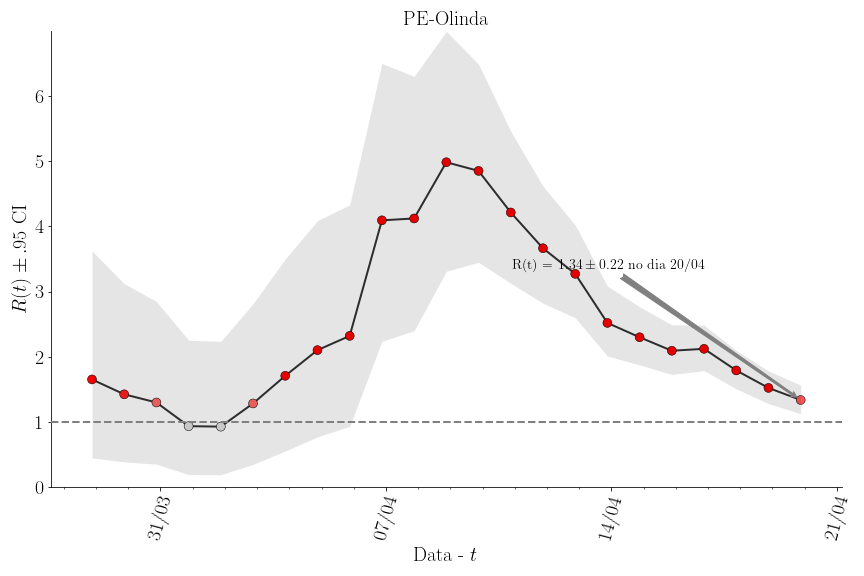 PE-Olinda
R(t) ± .95 CI
6
5
4
3
2
1
0
R(t) = 1.34 ± 0.22 no dia 20/04
31/03
07/04
14/04
21/04
Data - t